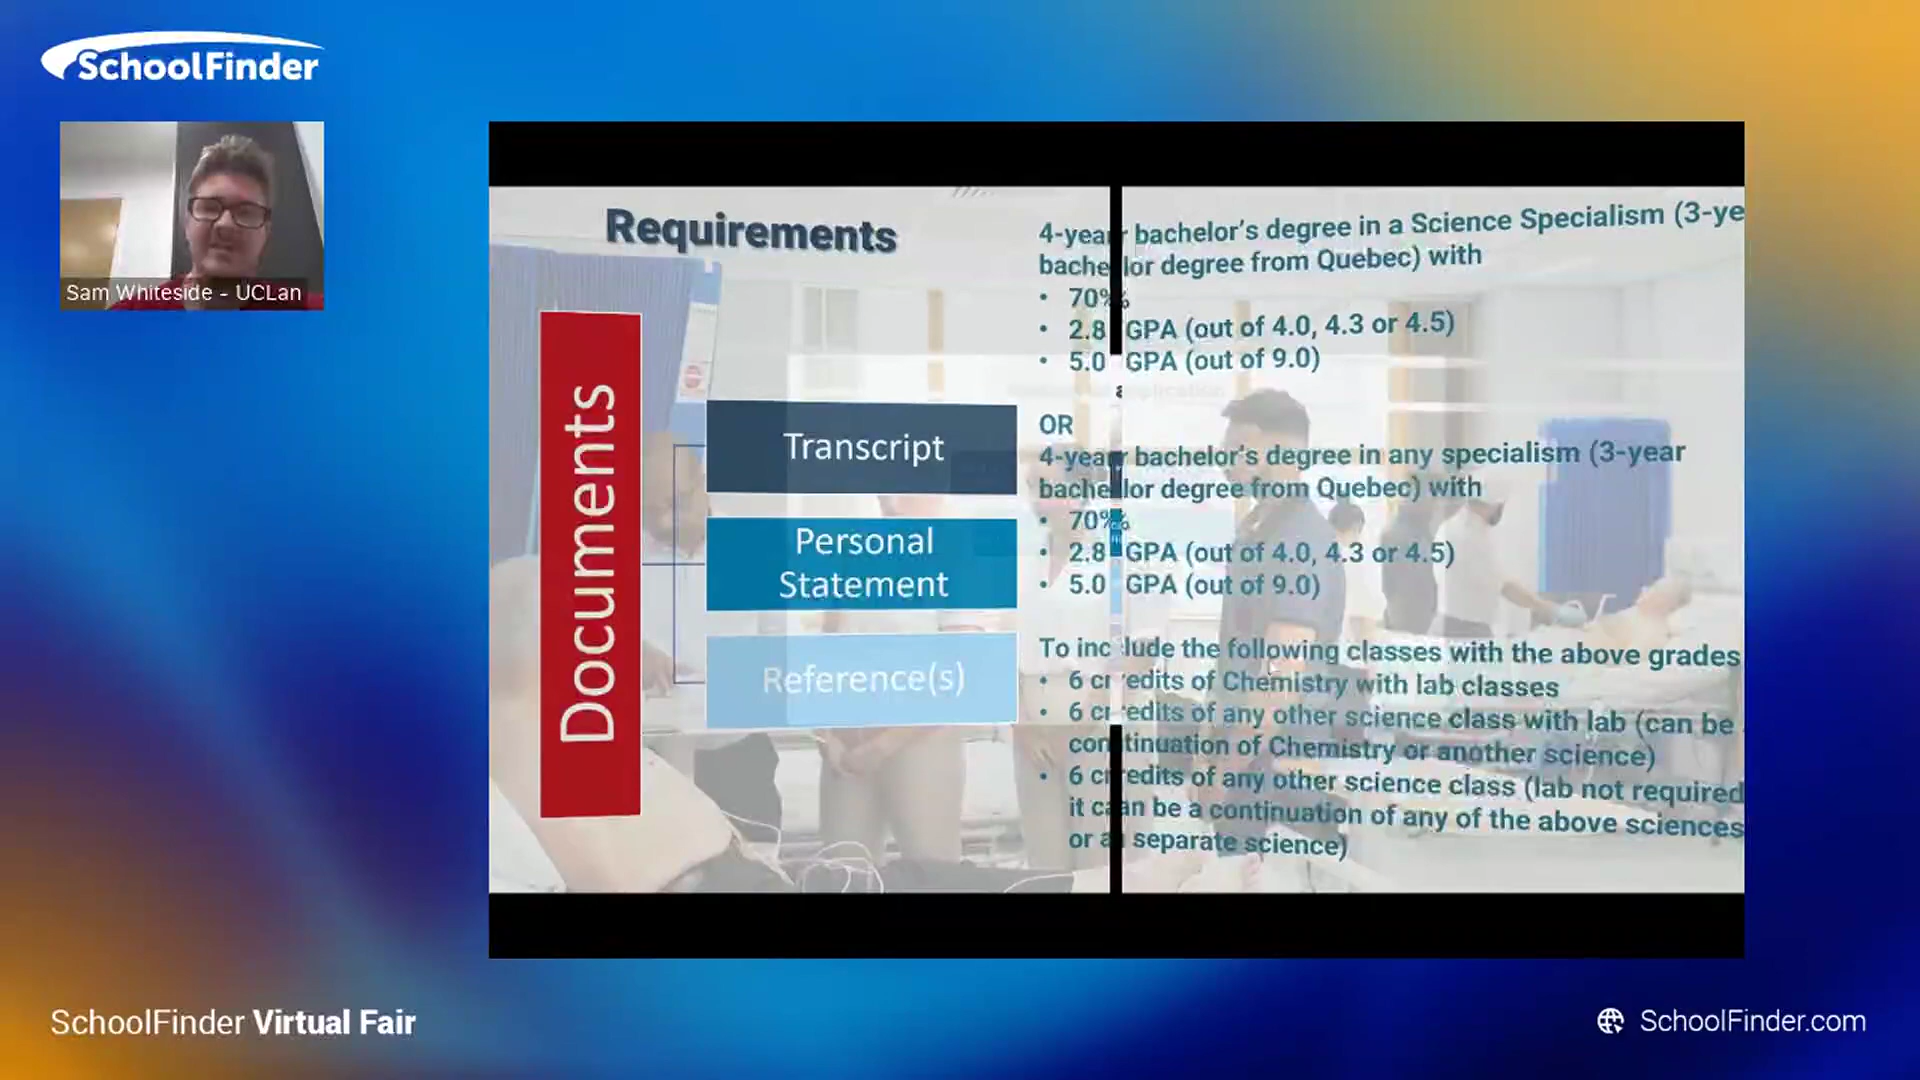 SchoolFinder
Sam Whiteside - UCLan
Requirements
Documents
Transcript
Personal
Statement
Reference(s)
4-year bachelor's degree in a Science Specialism (3-ye
bachelor degree from Quebec) with
• 70%
• 2.8 GPA (out of 4.0, 4.3 or 4.5)
• 5.0 GPA (out of 9.0)
OR
4-year bachelor's degree in any specialism (3-year
bachelor degree from Quebec) with
• 70%
• 2.8 GPA (out of 4.0, 4.3 or 4.5)
• 5.0 GPA (out of 9.0)
To include the following classes with the above grades
• 6 credits of Chemistry with lab classes
• 6 credits of any other science class with lab (can be
continuation of Chemistry or another science)
• 6 credits of any other science class (lab not required
it can be a continuation of any of the above sciences
or a separate science)
SchoolFinder Virtual Fair
SchoolFinder.com